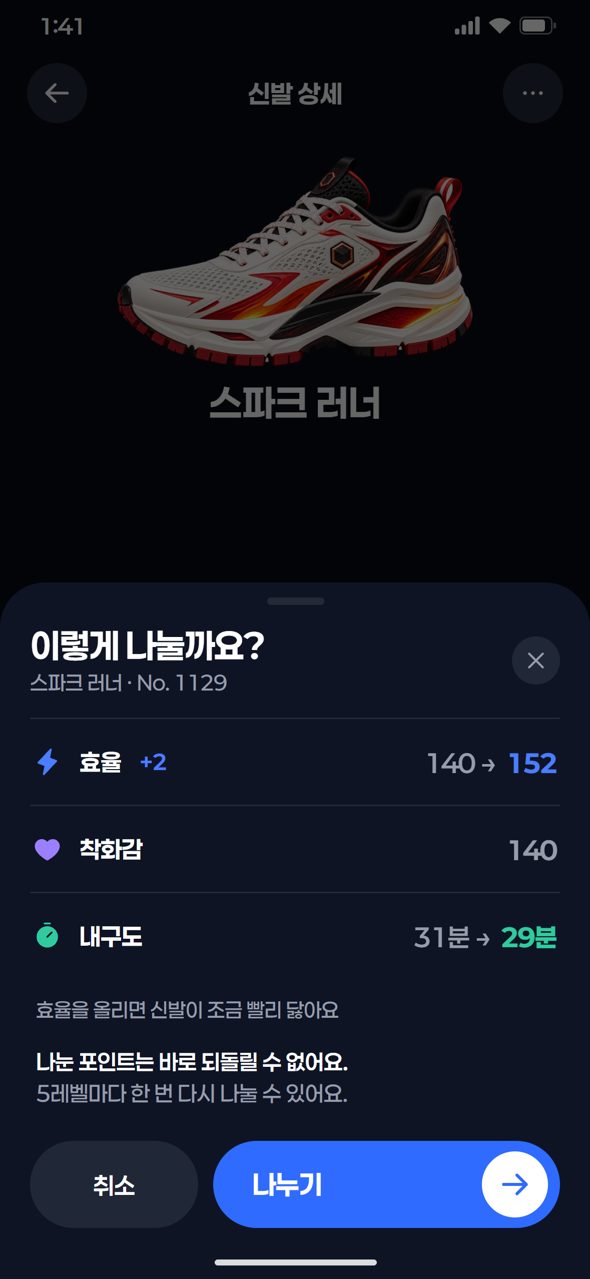 1:41
신발 상세
스파크 러너
이렇게 나눌까요?
스파크 러너 · No. 1129
효율 +2 140 → 152
착화감 140
내구도 31분 → 29분
효율을 올리면 신발이 조금 빨리 닳아요
나눈 포인트는 바로 되돌릴 수 없어요.
5레벨마다 한 번 다시 나눌 수 있어요.
취소 나누기